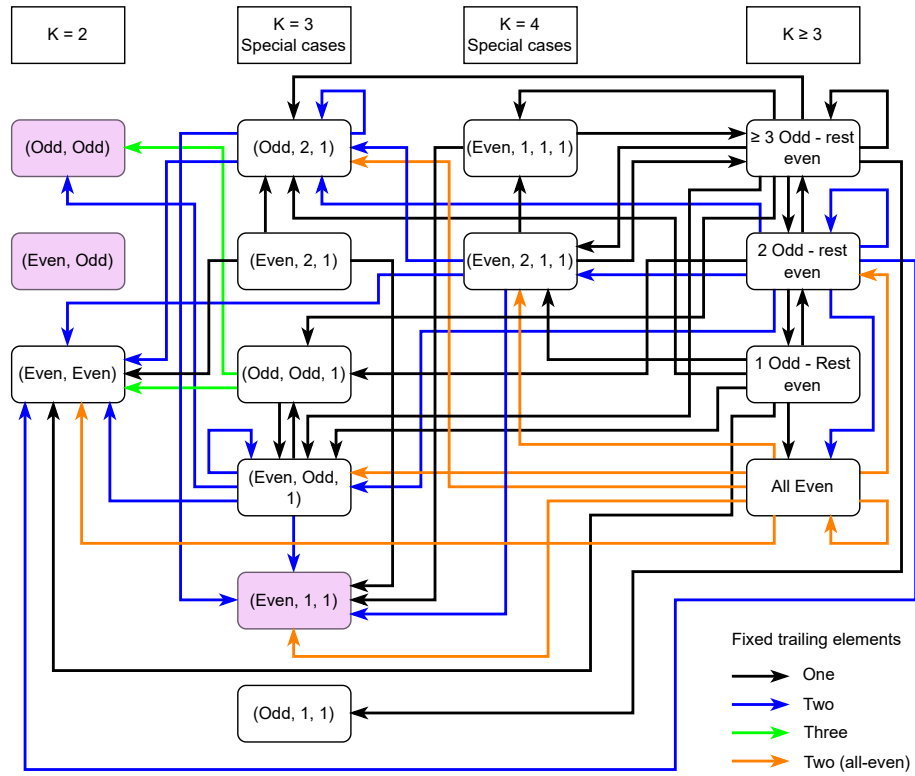 K = 2
K = 3
Special cases
K = 4
Special cases
K ≥ 3
(Odd, Odd)
(Odd, 2, 1)
(Even, 1, 1, 1)
≥ 3 Odd - rest
even
(Even, Odd)
(Even, 2, 1)
(Even, 2, 1, 1)
2 Odd - rest
even
(Even, Even)
(Odd, Odd, 1)
1 Odd - Rest
even
(Even, Odd,
1)
All Even
(Even, 1, 1)
(Odd, 1, 1)
Fixed trailing elements
One
Two
Three
Two (all-even)